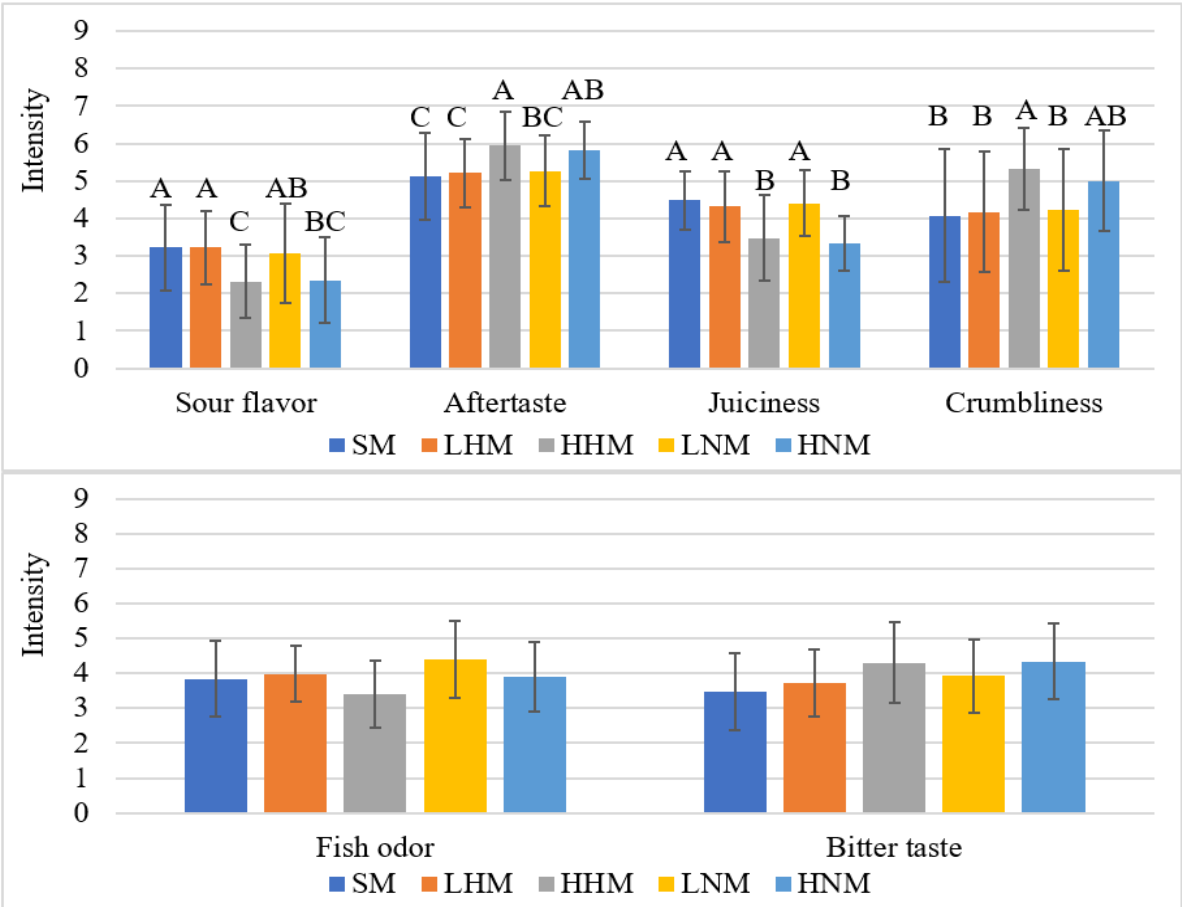 9
8
7
6
5
4
3
2
1
0
Intensity
A A C AB BC
C C A BC AB
A A B A B
B B A B AB
Sour flavor Aftertaste Juiciness Crumbliness
SM LHM HHM LNM HNM
9
8
7
6
5
4
3
2
1
0
Intensity
Fish odor Bitter taste
SM LHM HHM LNM HNM